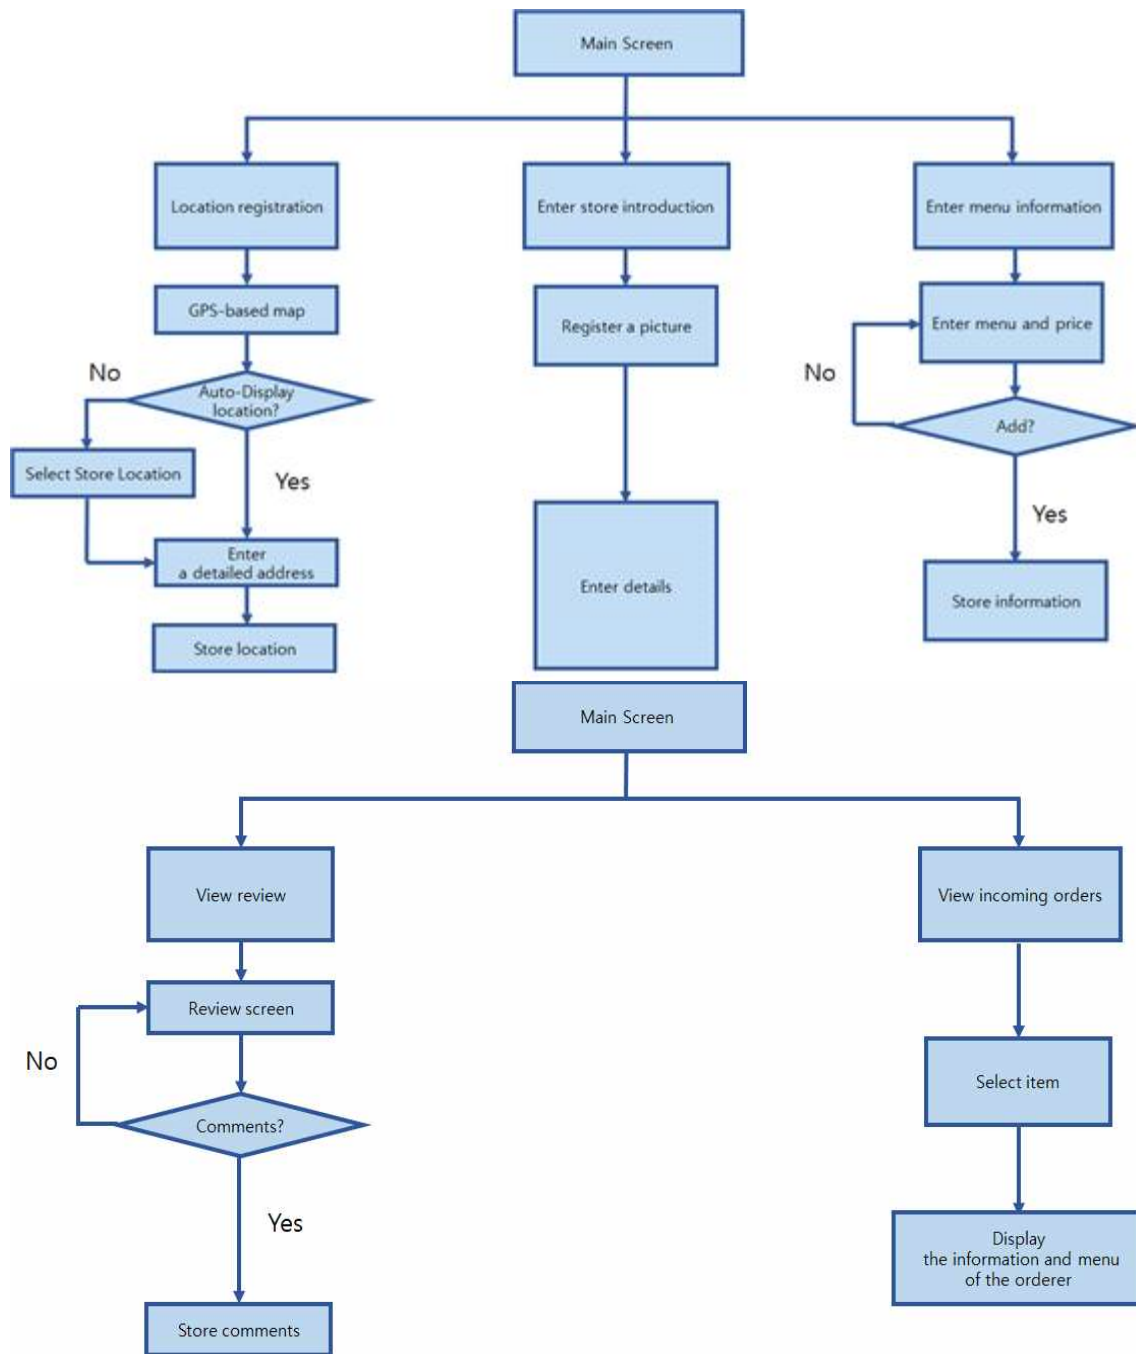 Main Screen
Location registration
Enter store introduction
Enter menu information
GPS-based map
Register a picture
Enter menu and price
No
Auto-Display
location?
No
Add?
Select Store Location
Yes
Yes
Enter
a detailed address
Enter details
Store information
Store location
Main Screen
View review
View incoming orders
Review screen
No
Select item
Comments?
Yes
Display
the information and menu
of the orderer
Store comments